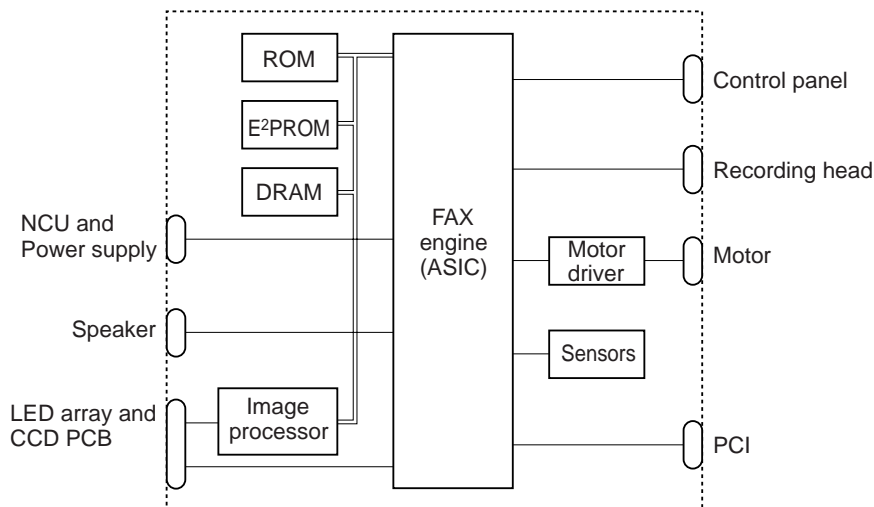 ROM
E²PROM
DRAM
NCU and
Power supply
Speaker
LED array and
CCD PCB
Image
processor
FAX
engine
(ASIC)
Motor
driver
Sensors
Control panel
Recording head
Motor
PCI